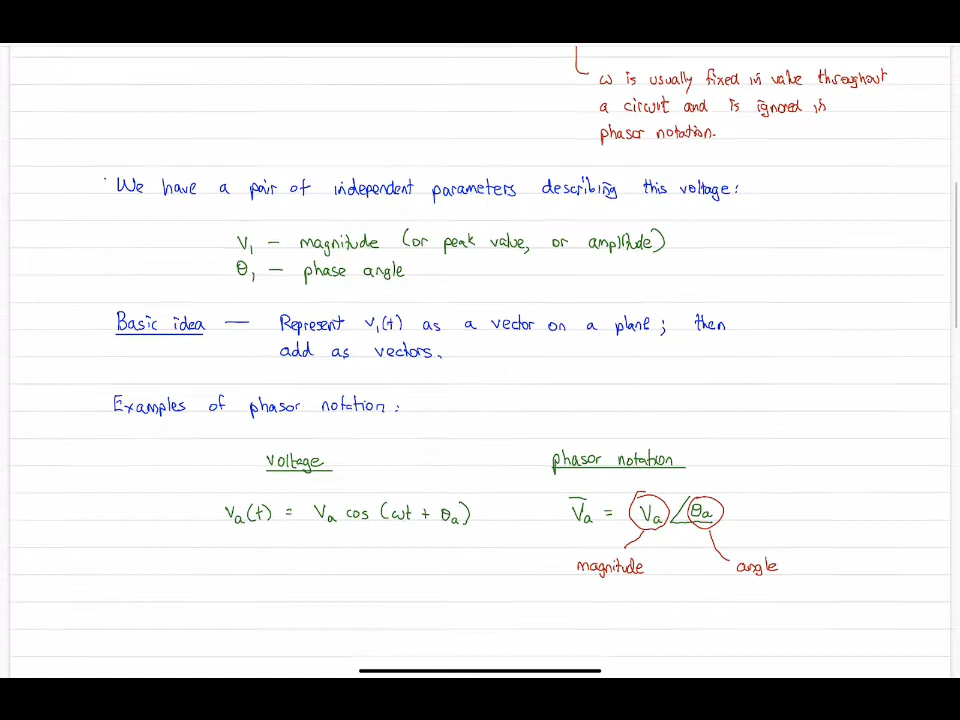 ω is usually fixed in value throughout
a circuit and is ignored in
phasor notation.
We have a pair of independent parameters describing this voltage:
V₁ — magnitude (or peak value, or amplitude)
θ₁ — phase angle
Basic idea — Represent v₁(t) as a vector on a plane; then
add as vectors.
Examples of phasor notation:
voltage phasor notation
vₐ(t) = Vₐ cos (ωt + θₐ) V̅ₐ = Vₐ ∠θₐ
magnitude angle